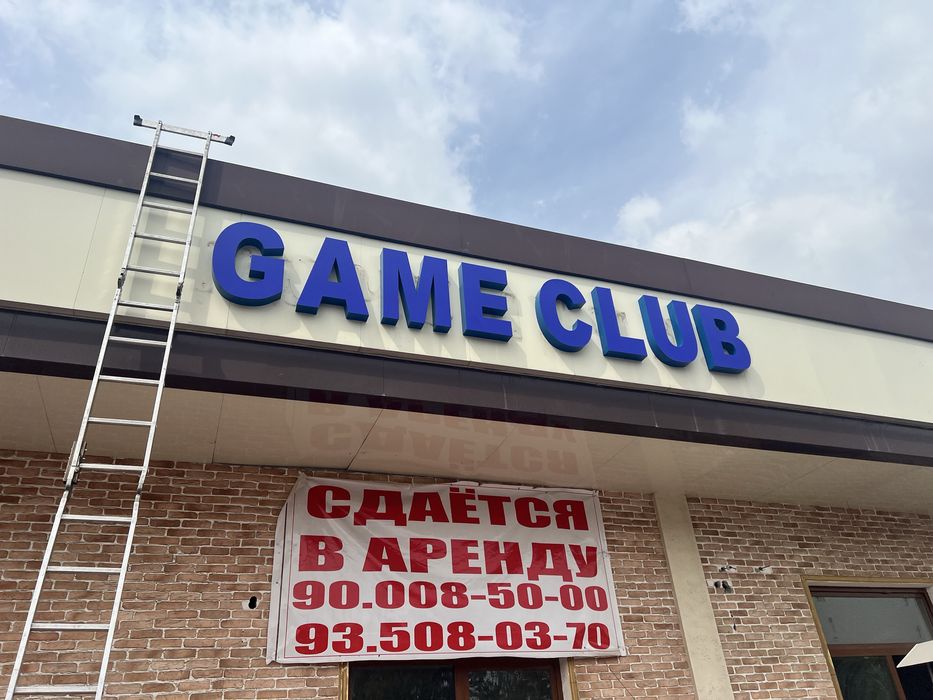 GAME CLUB
СДАЁТСЯ
В АРЕНДУ
90.008-50-00
93.508-03-70